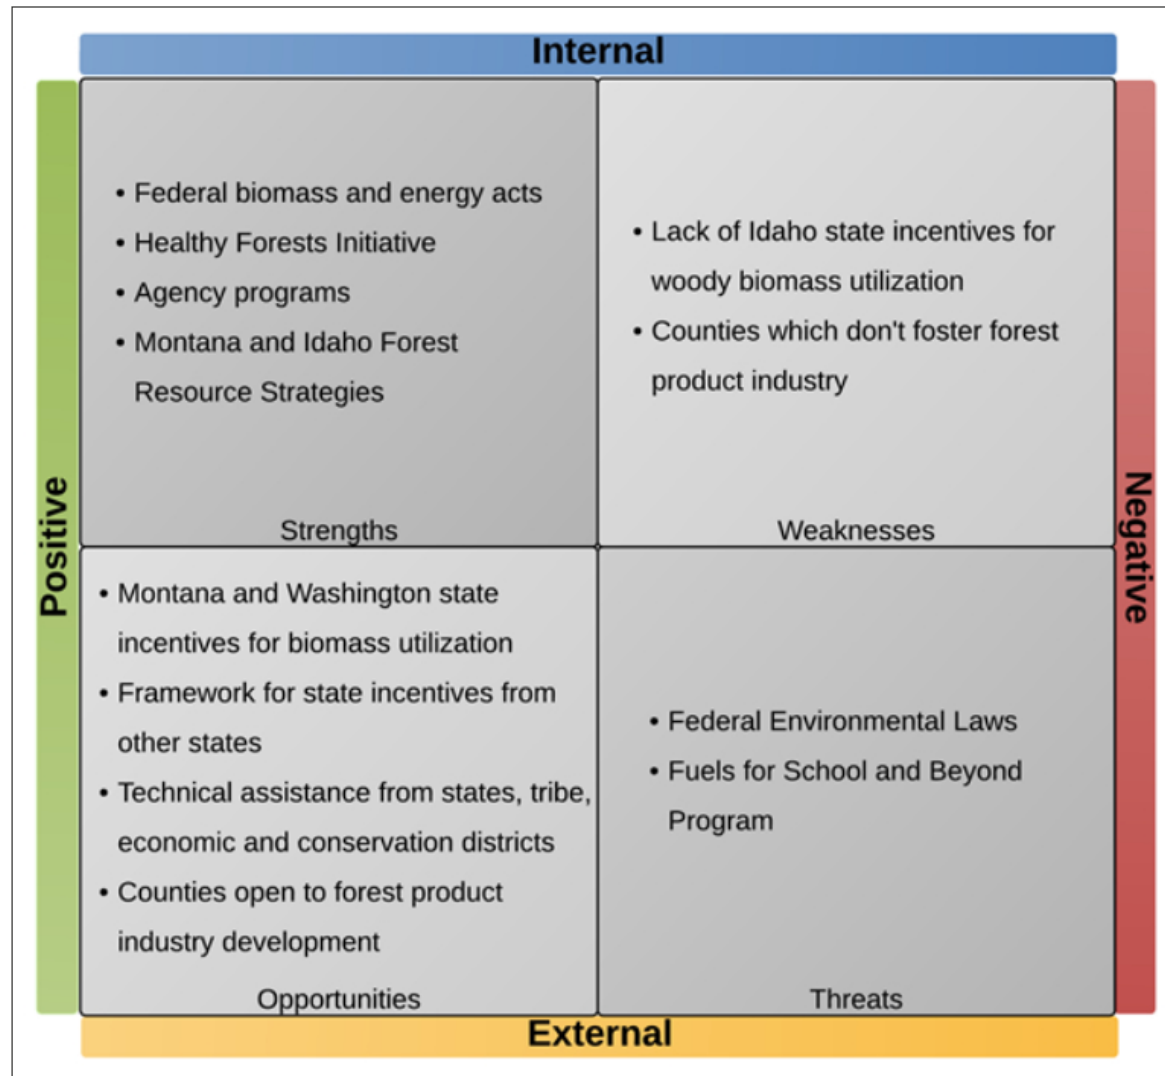 Internal
Positive
• Federal biomass and energy acts
• Healthy Forests Initiative
• Agency programs
• Montana and Idaho Forest
Resource Strategies
Strengths
• Lack of Idaho state incentives for
woody biomass utilization
• Counties which don't foster forest
product industry
Weaknesses
Negative
• Montana and Washington state
incentives for biomass utilization
• Framework for state incentives from
other states
• Technical assistance from states, tribe,
economic and conservation districts
• Counties open to forest product
industry development
Opportunities
• Federal Environmental Laws
• Fuels for School and Beyond
Program
Threats
External